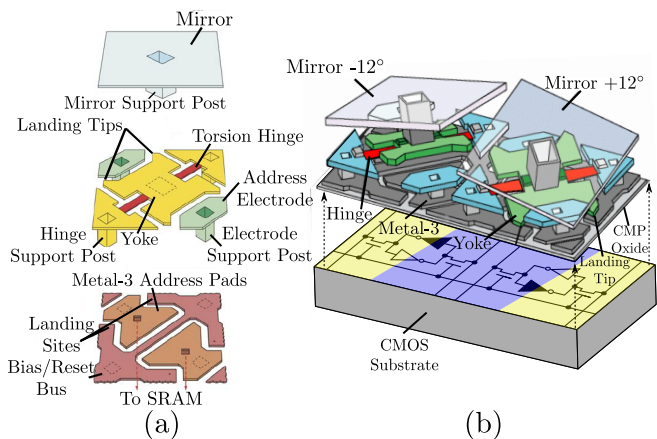 Mirror
Mirror Support Post
Landing Tips
Torsion Hinge
Address
Electrode
Yoke
Hinge
Support Post
Electrode
Support Post
Metal-3 Address Pads
Landing
Sites
Bias/Reset
Bus
To SRAM
(a)
Mirror -12°
Mirror +12°
Hinge
Metal-3
Yoke
CMP
Oxide
Landing
Tip
CMOS
Substrate
(b)